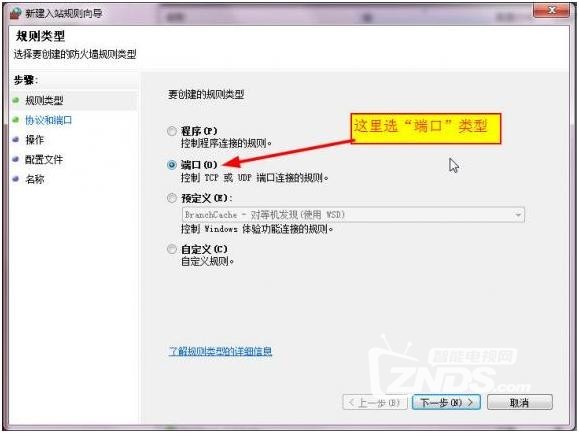 新建入站规则向导
规则类型
选择要创建的防火墙规则类型
步骤:
规则类型
协议和端口
操作
配置文件
名称
要创建的规则类型
程序(P)
控制程序连接的规则。
端口(O)
控制 TCP 或 UDP 端口连接的规则。
预定义(E):
BranchCache - 对等机发现(使用 WSD)
控制 Windows 体验功能连接的规则。
自定义(C)
自定义规则。
这里选“端口”类型
了解规则类型的详细信息
智能电视网
ZNDS.com
< 上一步(B)
下一步(N) >
取消